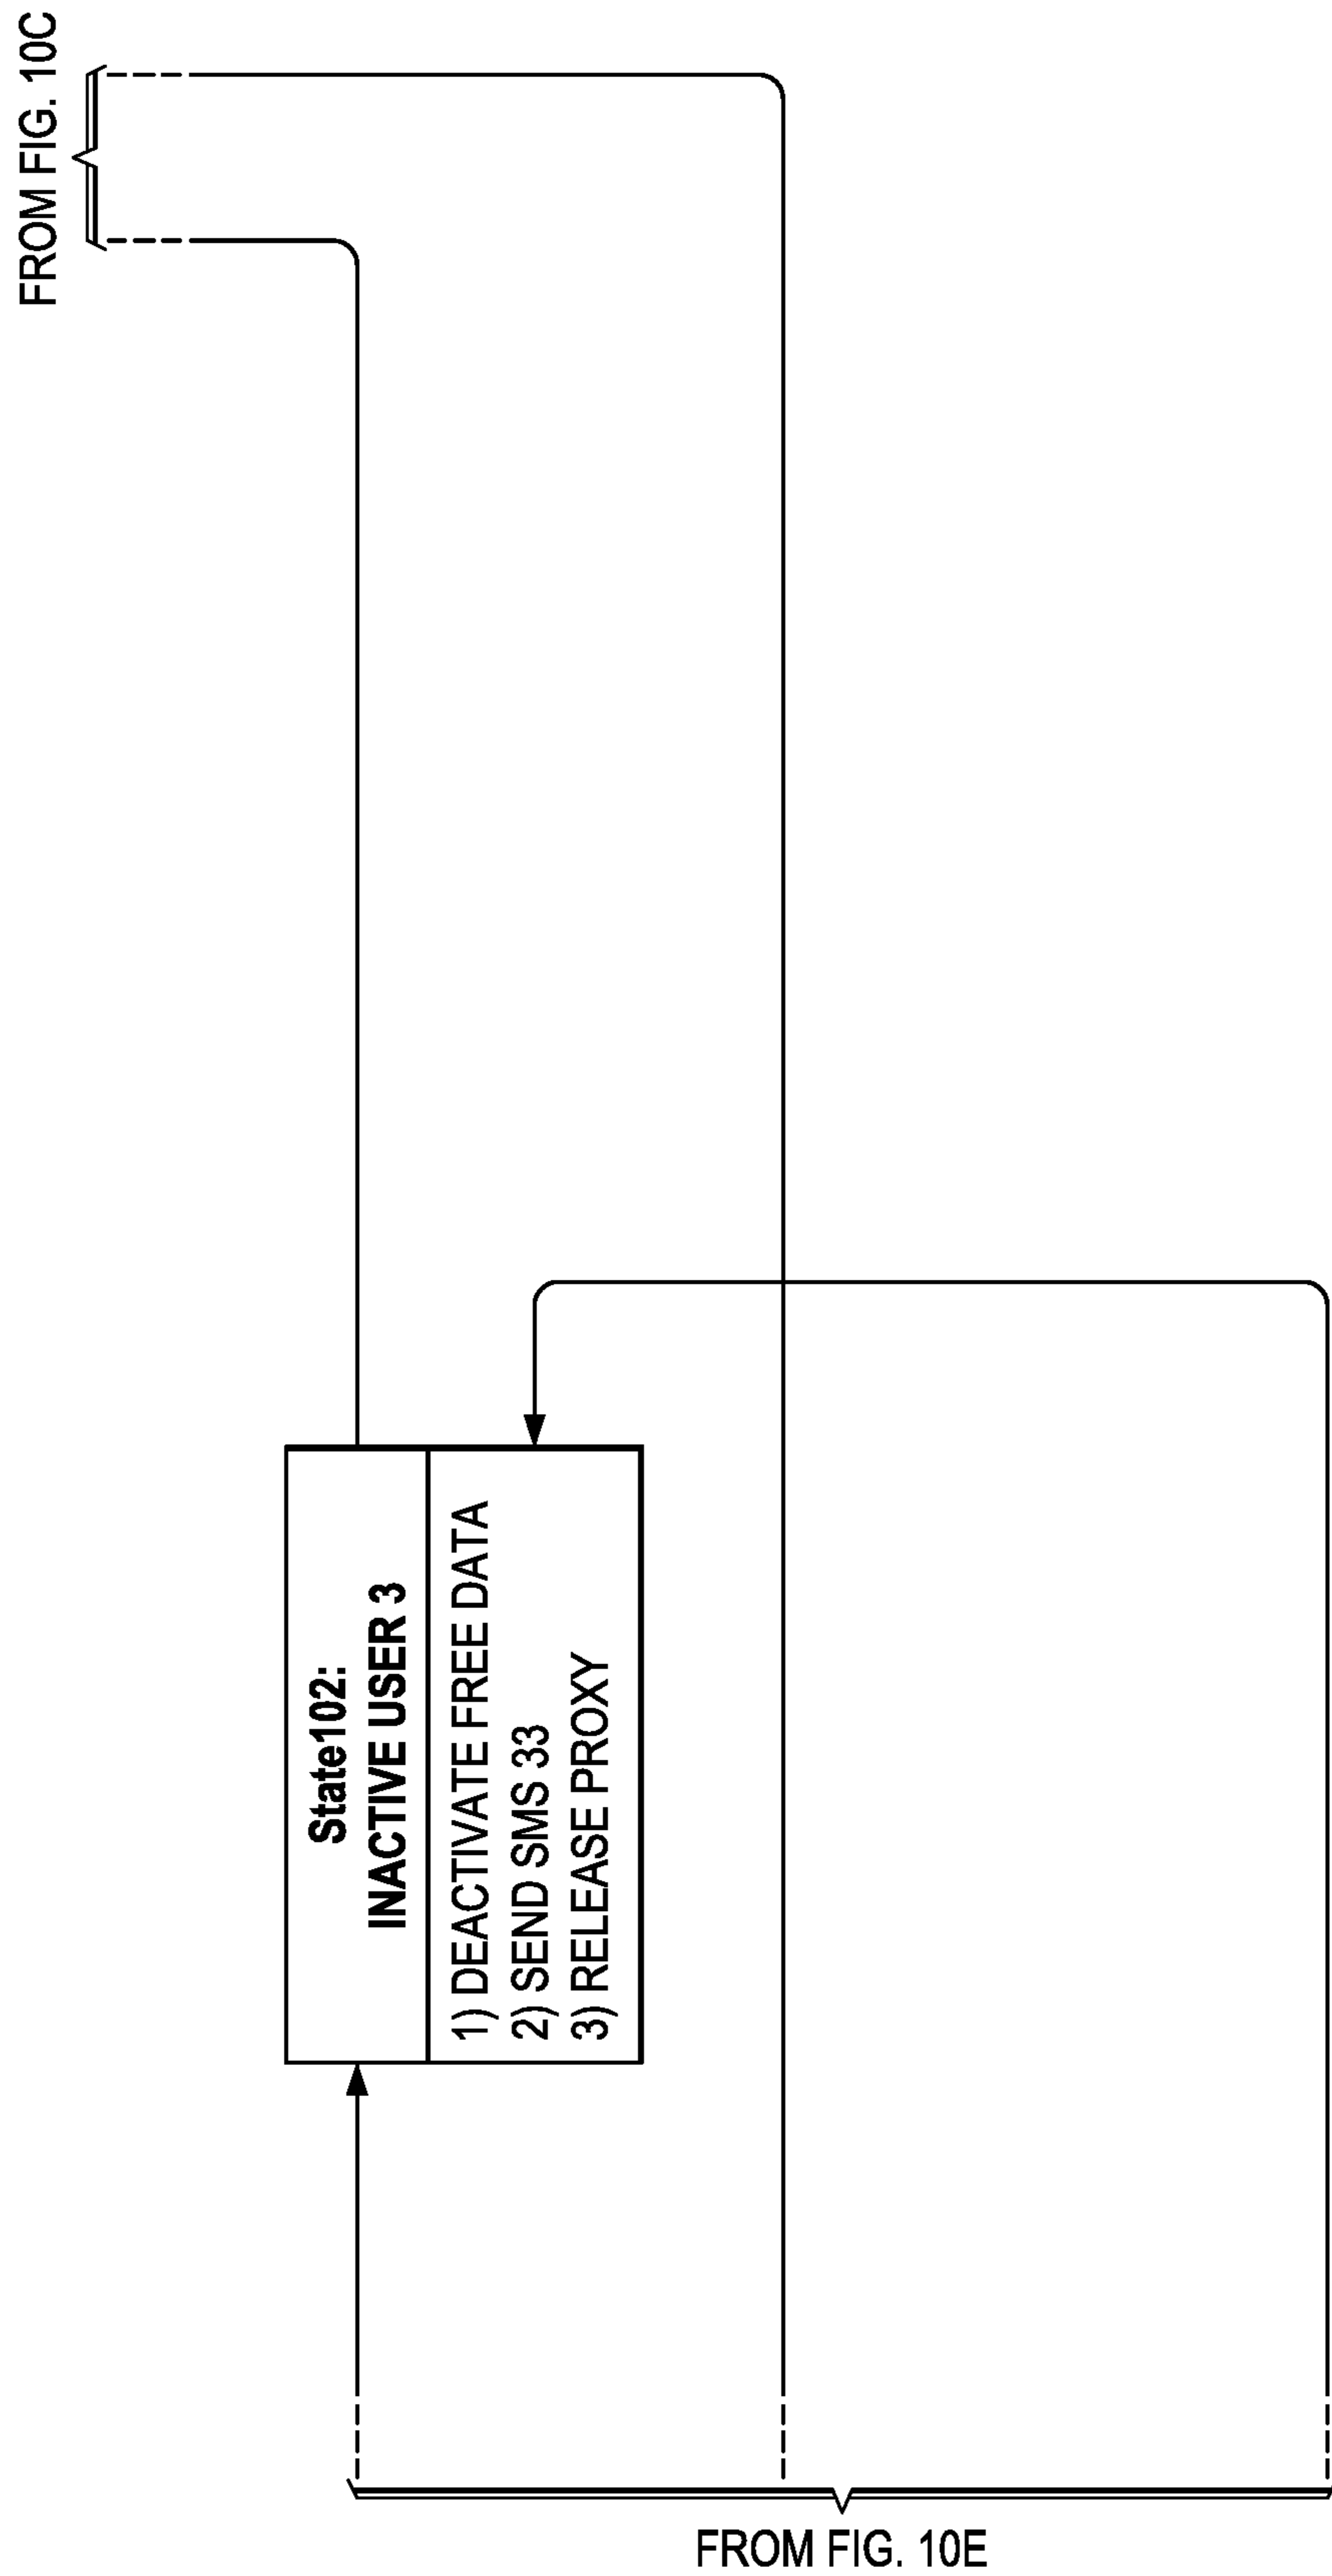 FROM FIG. 10C
State102:
INACTIVE USER 3
1) DEACTIVATE FREE DATA
2) SEND SMS 33
3) RELEASE PROXY
FROM FIG. 10E